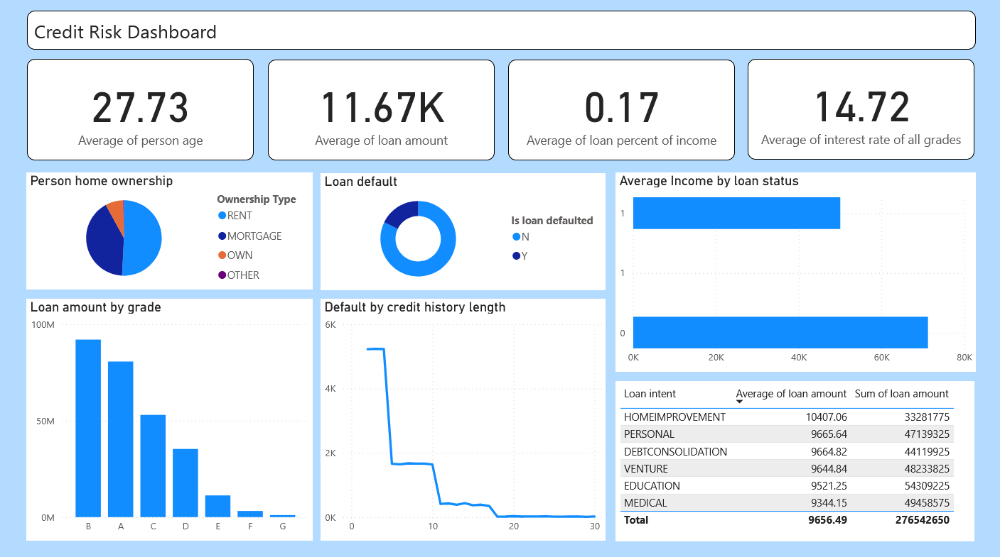 Credit Risk Dashboard
27.73
Average of person age
11.67K
Average of loan amount
0.17
Average of loan percent of income
14.72
Average of interest rate of all grades
Person home ownership
Ownership Type
RENT
MORTGAGE
OWN
OTHER
Loan default
Is loan defaulted
N
Y
Average Income by loan status
1
1
0
0K 20K 40K 60K 80K
Loan amount by grade
100M
50M
0M
B A C D E F G
Default by credit history length
6K
4K
2K
0K
0 10 20 30
Loan intent Average of loan amount Sum of loan amount
HOMEIMPROVEMENT 10407.06 33281775
PERSONAL 9665.64 47139325
DEBTCONSOLIDATION 9664.82 44119925
VENTURE 9644.84 48233825
EDUCATION 9521.25 54309225
MEDICAL 9344.15 49458575
Total 9656.49 276542650